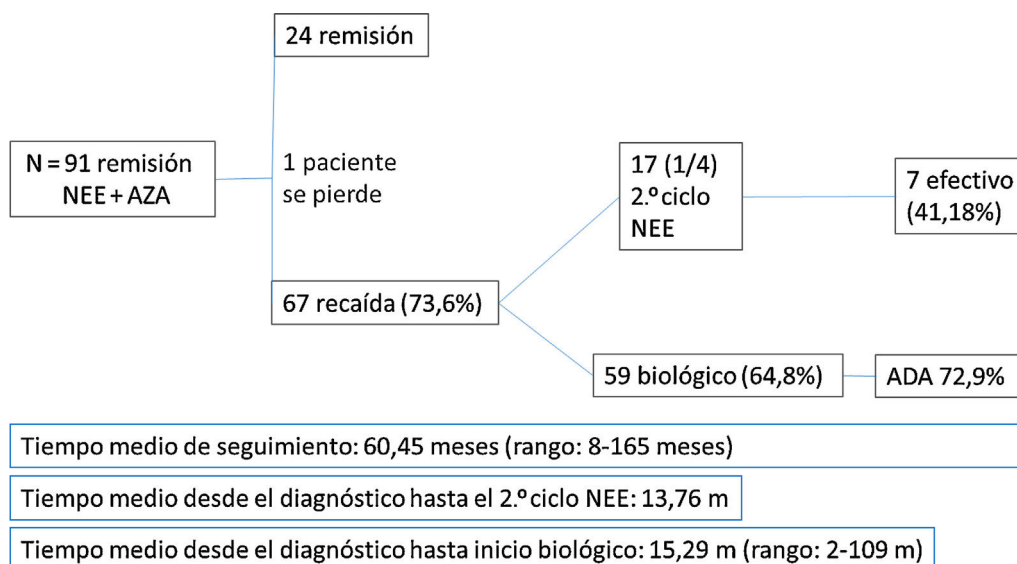 24 remisión
N = 91 remisión
NEE + AZA
1 paciente
se pierde
17 (1/4)
2.º ciclo
NEE
7 efectivo
(41,18%)
67 recaída (73,6%)
59 biológico (64,8%)
ADA 72,9%
Tiempo medio de seguimiento: 60,45 meses (rango: 8-165 meses)
Tiempo medio desde el diagnóstico hasta el 2.º ciclo NEE: 13,76 m
Tiempo medio desde el diagnóstico hasta inicio biológico: 15,29 m (rango: 2-109 m)